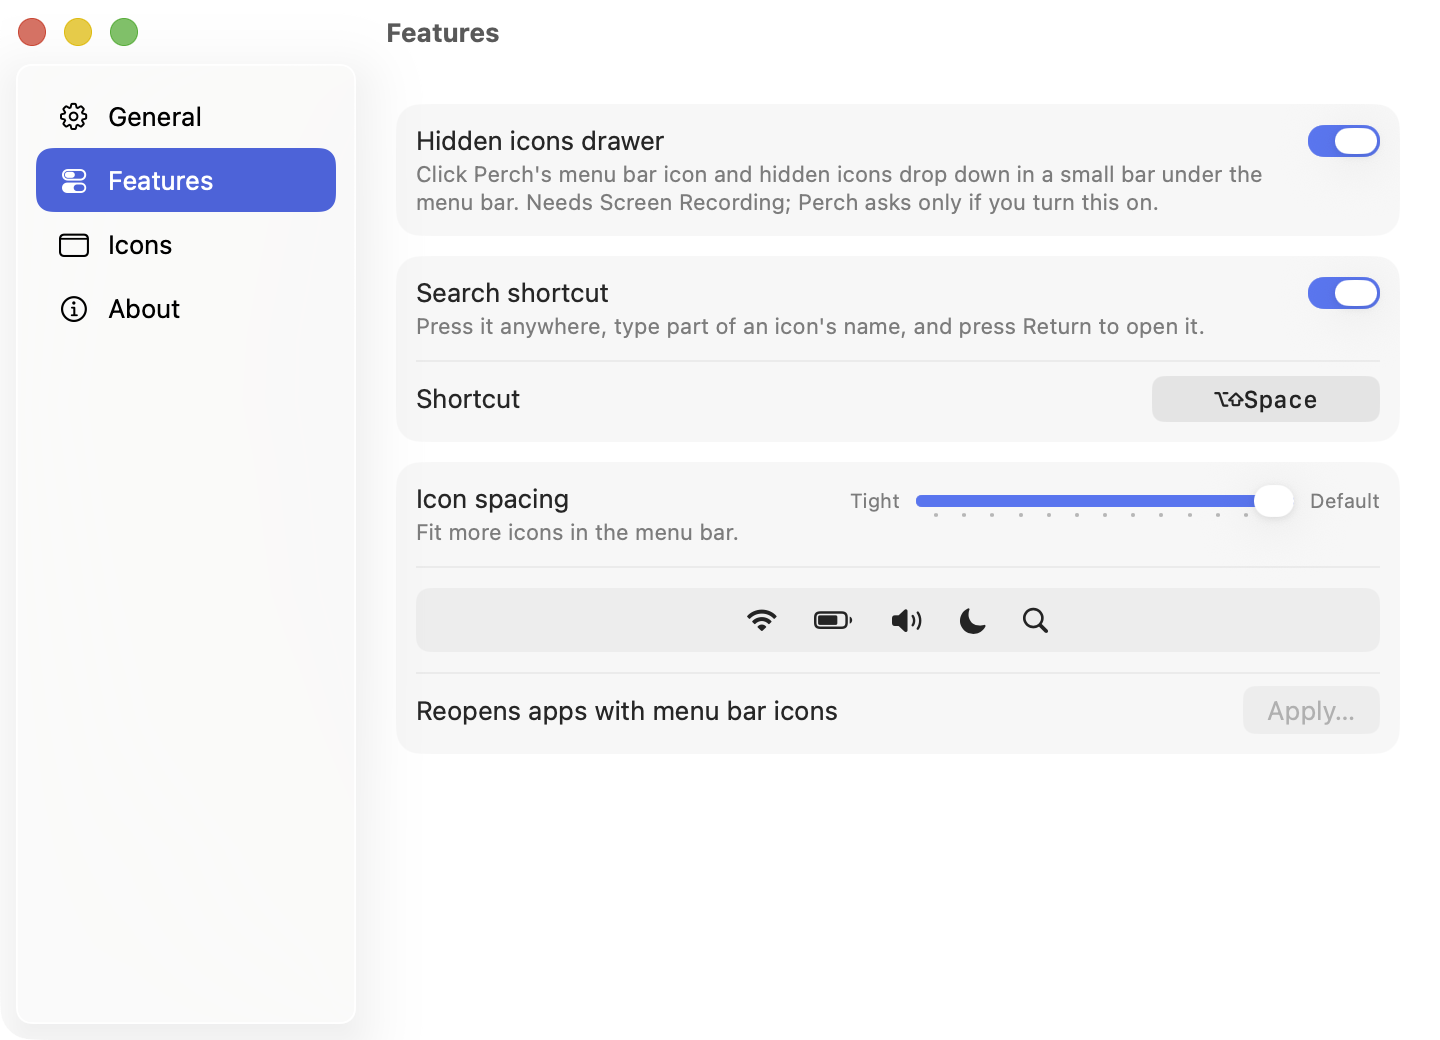 Features
General
Features
Icons
About
Hidden icons drawer
Click Perch's menu bar icon and hidden icons drop down in a small bar under the
menu bar. Needs Screen Recording; Perch asks only if you turn this on.
Search shortcut
Press it anywhere, type part of an icon's name, and press Return to open it.
Shortcut
⌥⇧Space
Icon spacing
Tight
Default
Fit more icons in the menu bar.
Reopens apps with menu bar icons
Apply...